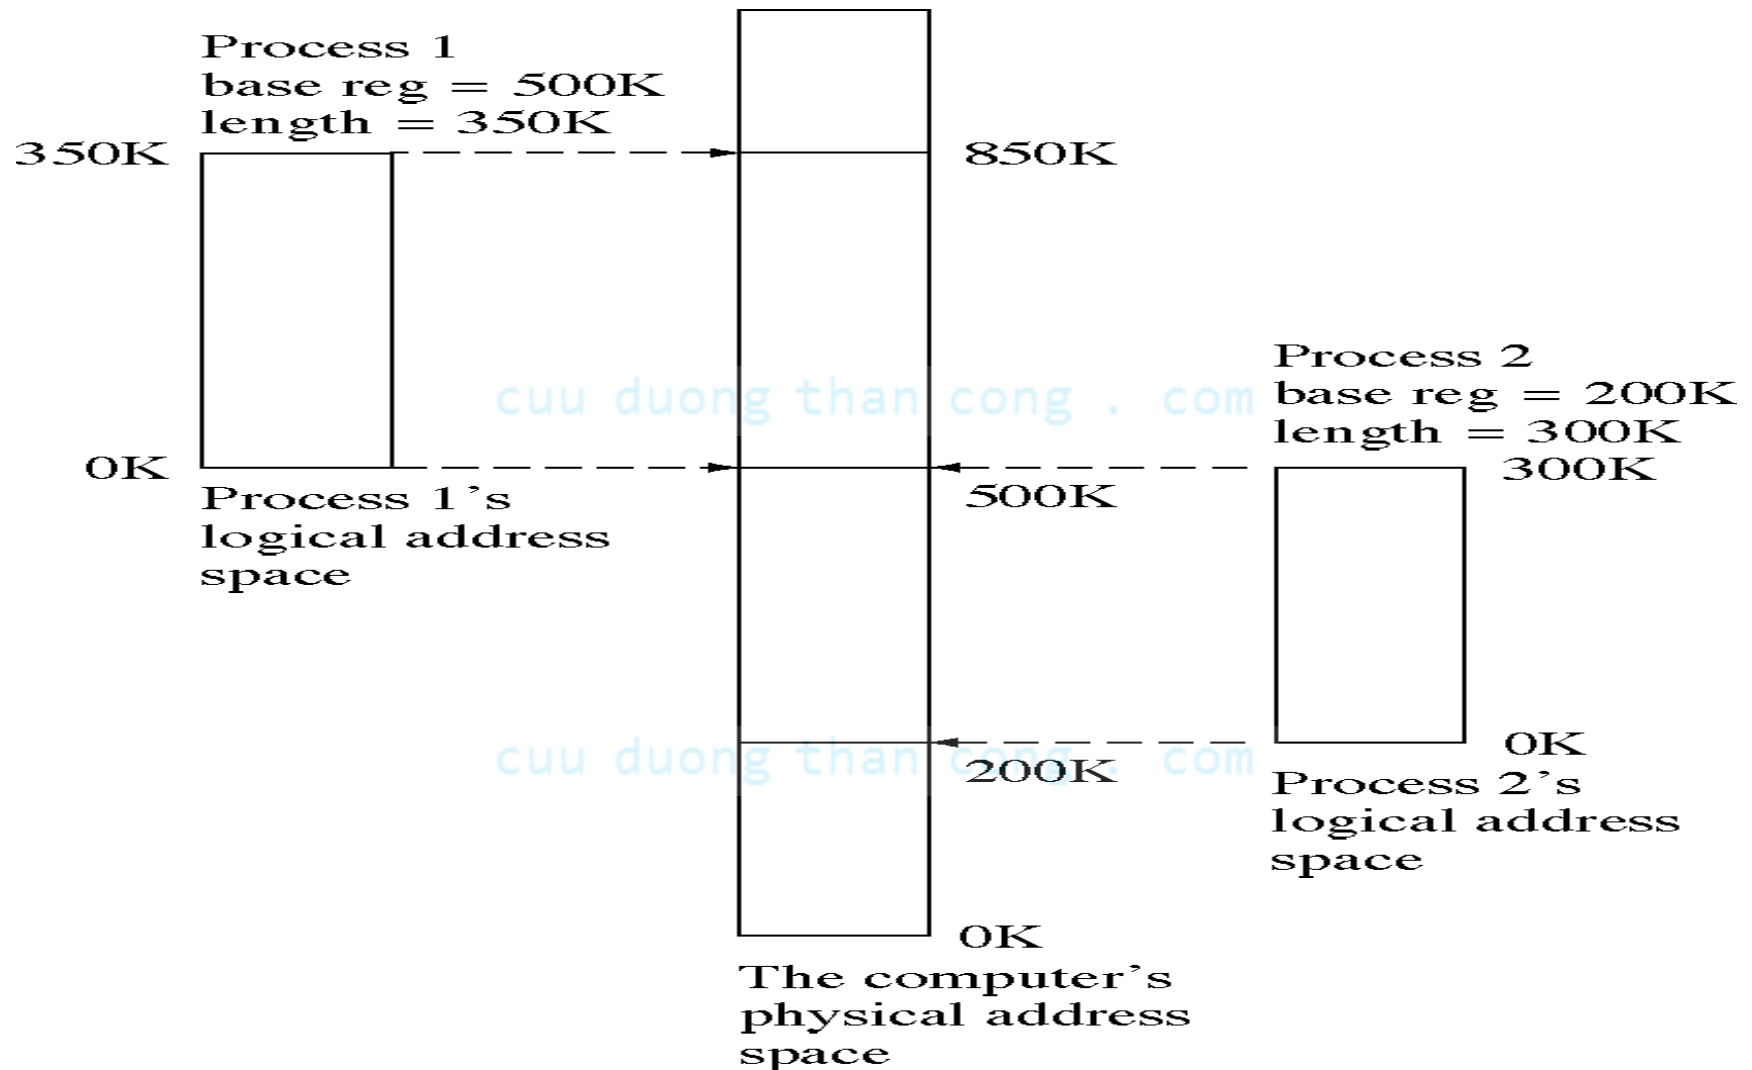 Process 1
base reg = 500K
length = 350K
350K
850K
Process 2
base reg = 200K
length = 300K
cuu duong than cong . com
0K
500K
300K
Process 1’s
logical address
space
cuu duong than cong . com
200K
0K
Process 2’s
logical address
space
0K
The computer’s
physical address
space